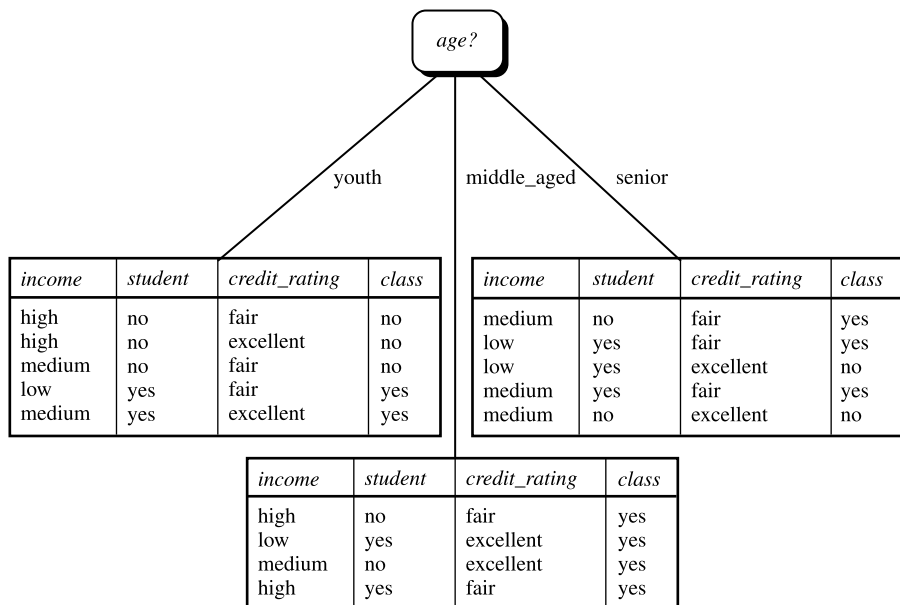 age?
youth
middle_aged
senior
income student credit_rating class
high no fair no
high no excellent no
medium no fair no
low yes fair yes
medium yes excellent yes
income student credit_rating class
medium no fair yes
low yes fair yes
low yes excellent no
medium yes fair yes
medium no excellent no
income student credit_rating class
high no fair yes
low yes excellent yes
medium no excellent yes
high yes fair yes